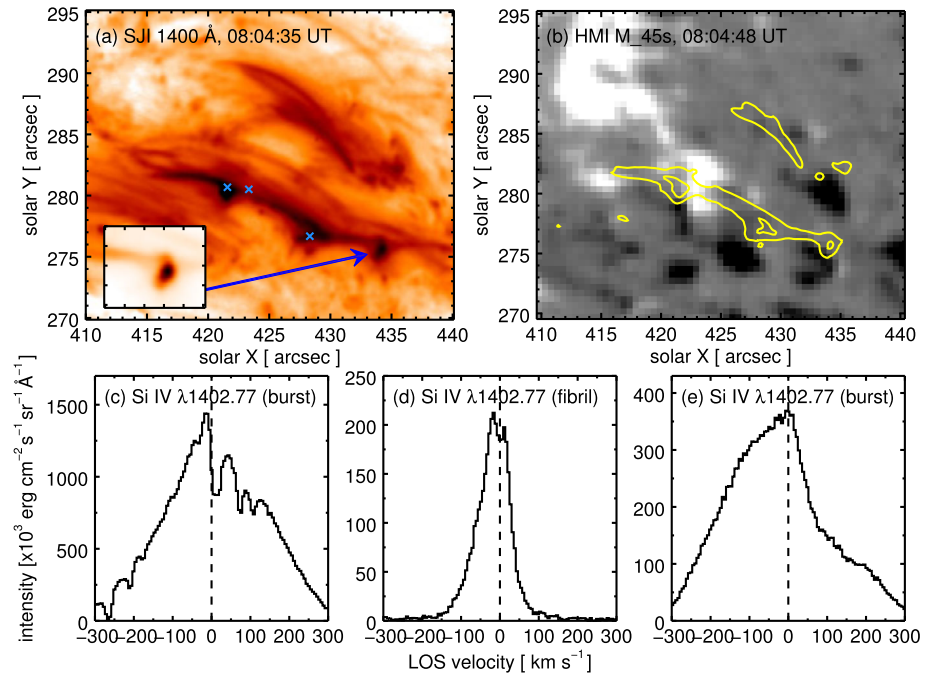 (a) SJI 1400 Å, 08:04:35 UT
(b) HMI M_45s, 08:04:48 UT
295
290
285
280
275
270
solar Y [ arcsec]
410 415 420 425 430 435 440
solar X [ arcsec]
295
290
285
280
275
270
solar Y [ arcsec]
410 415 420 425 430 435 440
solar X [ arcsec]
(c) Si IV λ1402.77 (burst)
(d) Si IV λ1402.77 (fibril)
(e) Si IV λ1402.77 (burst)
intensity [×10³ erg cm⁻² s⁻¹ sr⁻¹ Å⁻¹]
1500
1250
1000
750
500
250
0
−300 −200 −100 0 100 200 300
250
200
150
100
50
0
−300 −200 −100 0 100 200 300
400
300
200
100
0
−300 −200 −100 0 100 200 300
LOS velocity [ km s⁻¹]